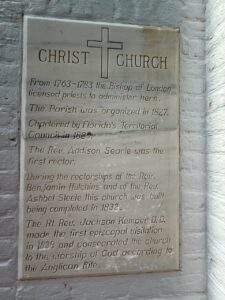 CHRIST CHURCH
From 1763-1783 the Bishop of London
licensed priests to administer here.
The Parish was organized in 1827.
Chartered by Florida's Territorial
Council in
The Rev. Addison Searle was the
first rector.
During the rectorships of the Rev.
Benjamin Hutchins and of the Rev.
Ashbel Steele this church was built
being completed in 1832.
The Rt. Rev. Jackson Kemper D.D.
made the first episcopal visitation
in and consecrated the church
to the worship of God according to
the Anglican Rite.